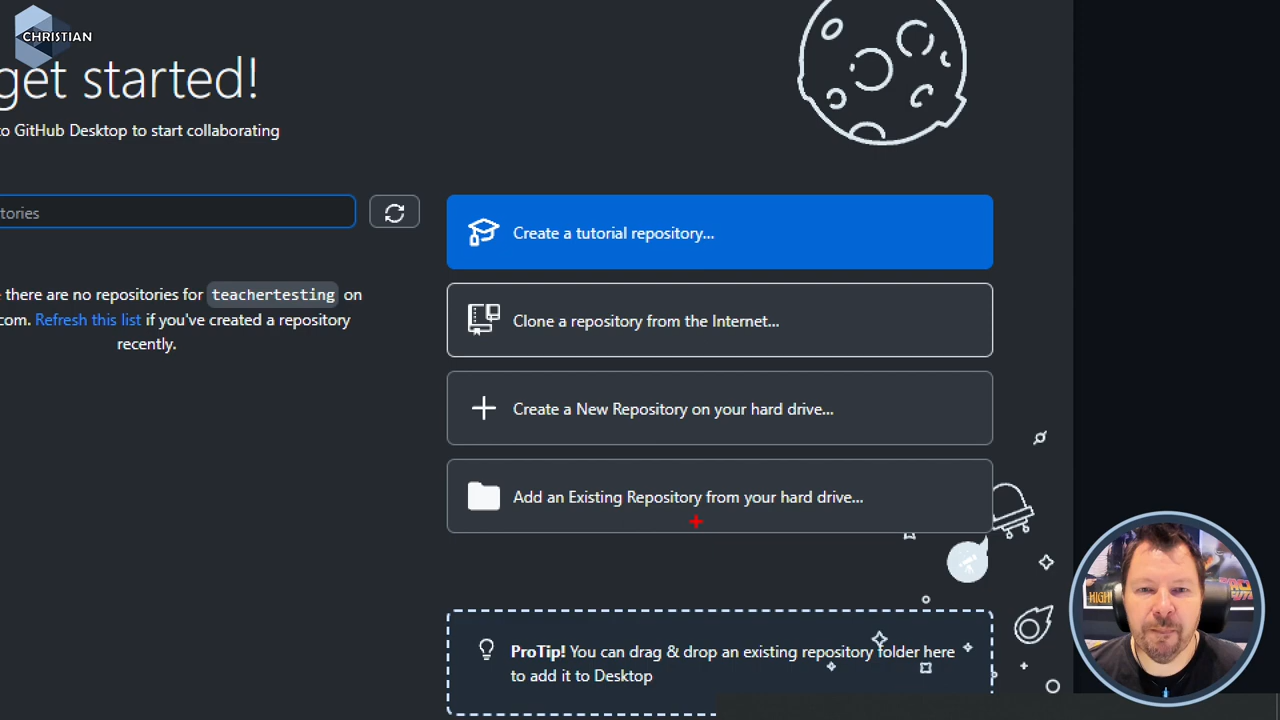 CHRISTIAN
get started!
to GitHub Desktop to start collaborating
tories
there are no repositories for teachertesting on
com. Refresh this list if you've created a repository
recently.
Create a tutorial repository...
Clone a repository from the Internet...
Create a New Repository on your hard drive...
Add an Existing Repository from your hard drive...
ProTip! You can drag & drop an existing repository folder here
to add it to Desktop
HIGH